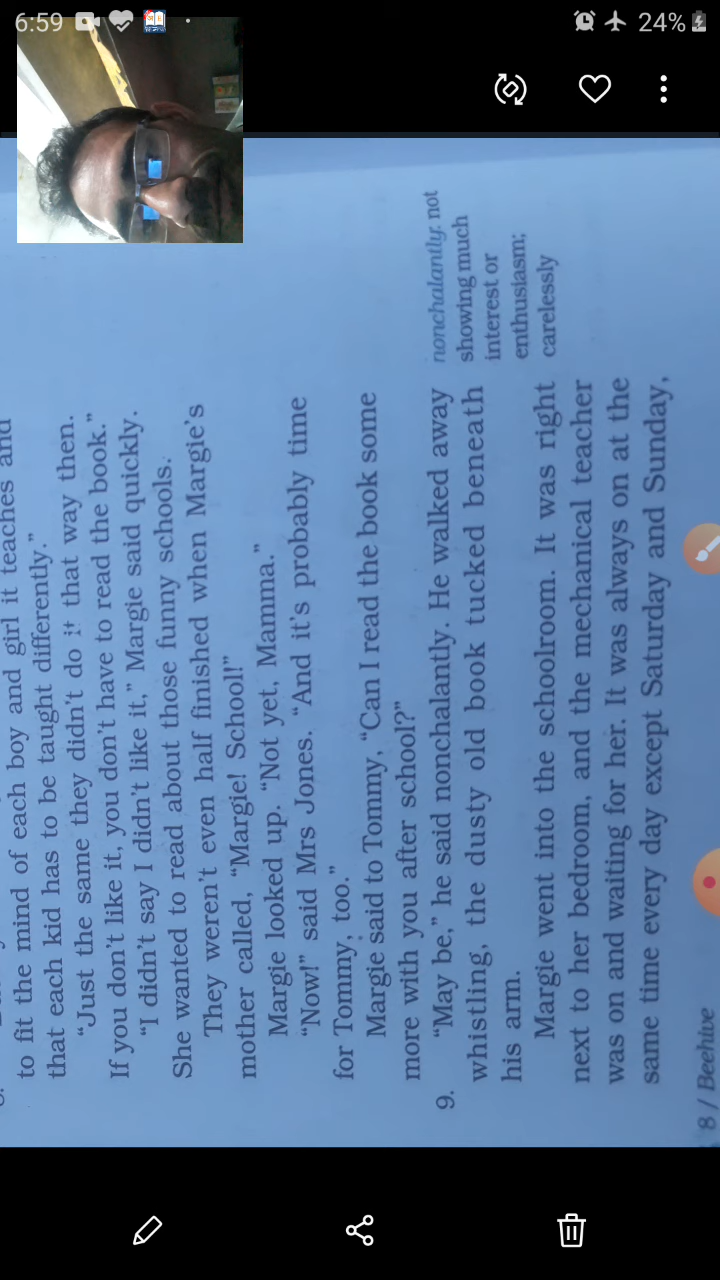 6:59
24%
to fit the mind of each boy and girl it teaches and
that each kid has to be taught differently.”
“Just the same they didn’t do it that way then.
If you don’t like it, you don’t have to read the book.”
“I didn’t say I didn’t like it,” Margie said quickly.
She wanted to read about those funny schools.
They weren’t even half finished when Margie’s
mother called, “Margie! School!”
Margie looked up. “Not yet, Mamma.”
“Now!” said Mrs Jones. “And it’s probably time
for Tommy, too.”
Margie said to Tommy, “Can I read the book some
more with you after school?”
9. “May be,” he said nonchalantly. He walked away
whistling, the dusty old book tucked beneath
his arm.
nonchalantly: not
showing much
interest or
enthusiasm;
carelessly
Margie went into the schoolroom. It was right
next to her bedroom, and the mechanical teacher
was on and waiting for her. It was always on at the
same time every day except Saturday and Sunday,
8 / Beehive